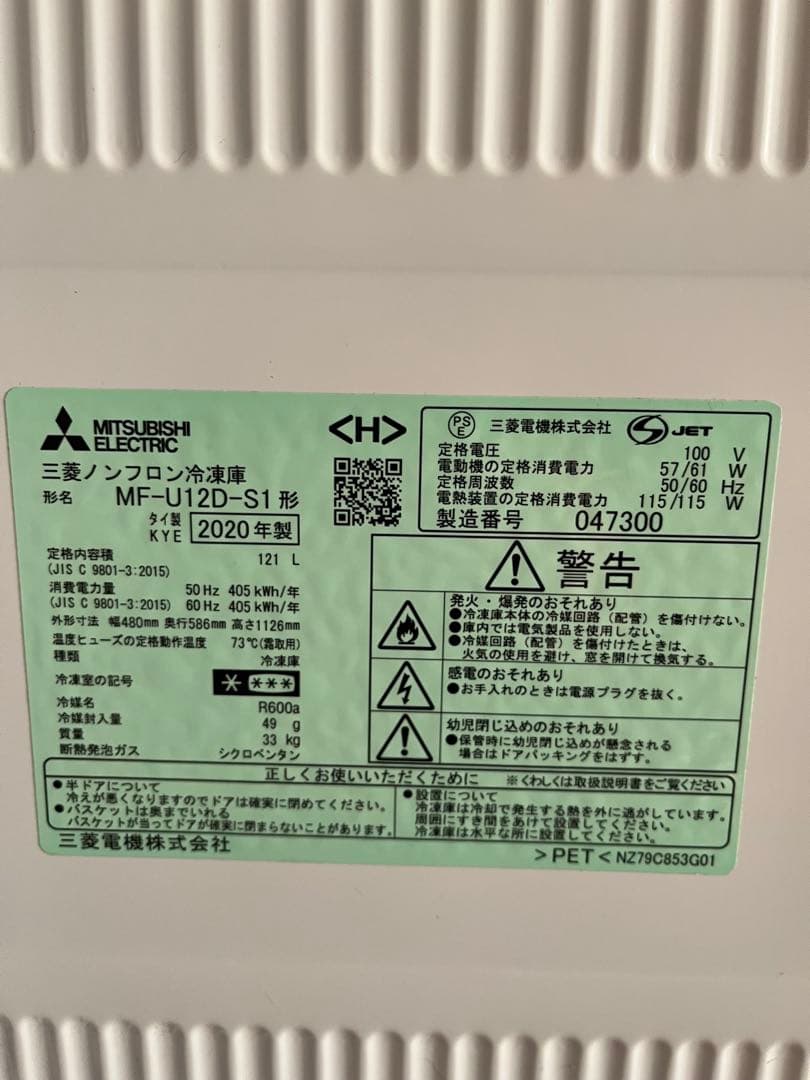 MITSUBISHI
ELECTRIC
<H>
三菱ノンフロン冷凍庫
形名 MF-U12D-S1 形
タイ製
KYE
2020年製
定格内容積 121 L
(JIS C 9801-3:2015)
消費電力量 50 Hz 405 kWh/年
(JIS C 9801-3:2015) 60 Hz 405 kWh/年
外形寸法 幅480mm 奥行586mm 高さ1126mm
温度ヒューズの定格動作温度 73℃(霜取用)
種類 冷凍庫
冷凍室の記号 * ***
冷媒名 R600a
冷媒封入量 49 g
質量 33 kg
断熱発泡ガス シクロペンタン
PS
E
三菱電機株式会社
S JET
定格電圧 100 V
電動機の定格消費電力 57/61 W
定格周波数 50/60 Hz
電熱装置の定格消費電力 115/115 W
製造番号 047300
警告
発火・爆発のおそれあり
●冷凍庫本体の冷媒回路(配管)を傷付けない。
●庫内では電気製品を使用しない。
●冷媒回路(配管)を傷付けたときは、
火気の使用を避け、窓を開けて換気する。
感電のおそれあり
●お手入れのときは電源プラグを抜く。
幼児閉じ込めのおそれあり
●保管時に幼児閉じ込めが懸念される
場合はドアパッキングをはずす。
正しくお使いいただくために ※くわしくは取扱説明書をご覧ください
●半ドアについて
冷えが悪くなりますのでドアは確実に閉めてください。
●バスケットは奥までいれる
バスケットが当ってドアが確実に閉まらないことがあります。
●設置について
冷凍庫は冷却で発生する熱を外に逃がしています。
周囲にすき間をあけて設置してください。
冷凍庫は水平な所に設置してください。
三菱電機株式会社
>PET< NZ79C853G01